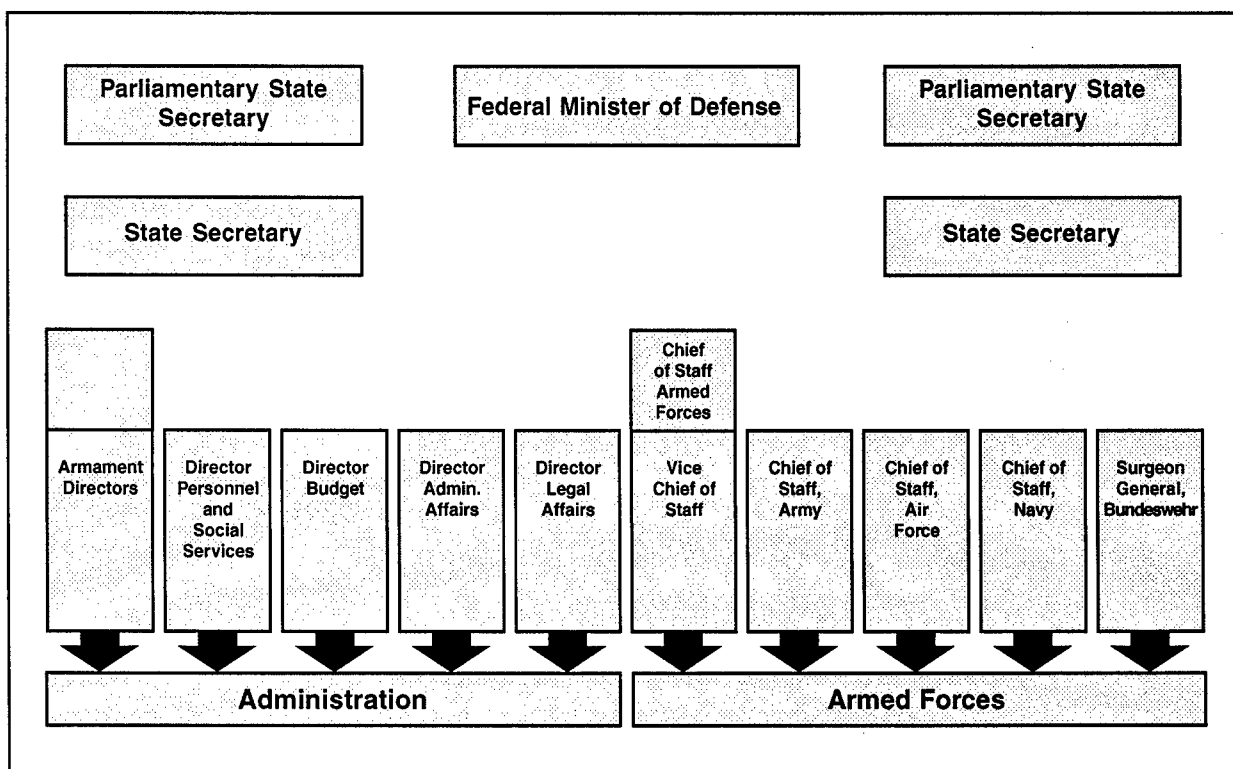 Parliamentary State
Secretary
Federal Minister of Defense
Parliamentary State
Secretary
State Secretary
State Secretary
Chief
of Staff
Armed
Forces
Armament
Directors
Director
Personnel
and
Social
Services
Director
Budget
Director
Admin.
Affairs
Director
Legal
Affairs
Vice
Chief of
Staff
Chief of
Staff,
Army
Chief of
Staff,
Air
Force
Chief of
Staff,
Navy
Surgeon
General,
Bundeswehr
Administration
Armed Forces